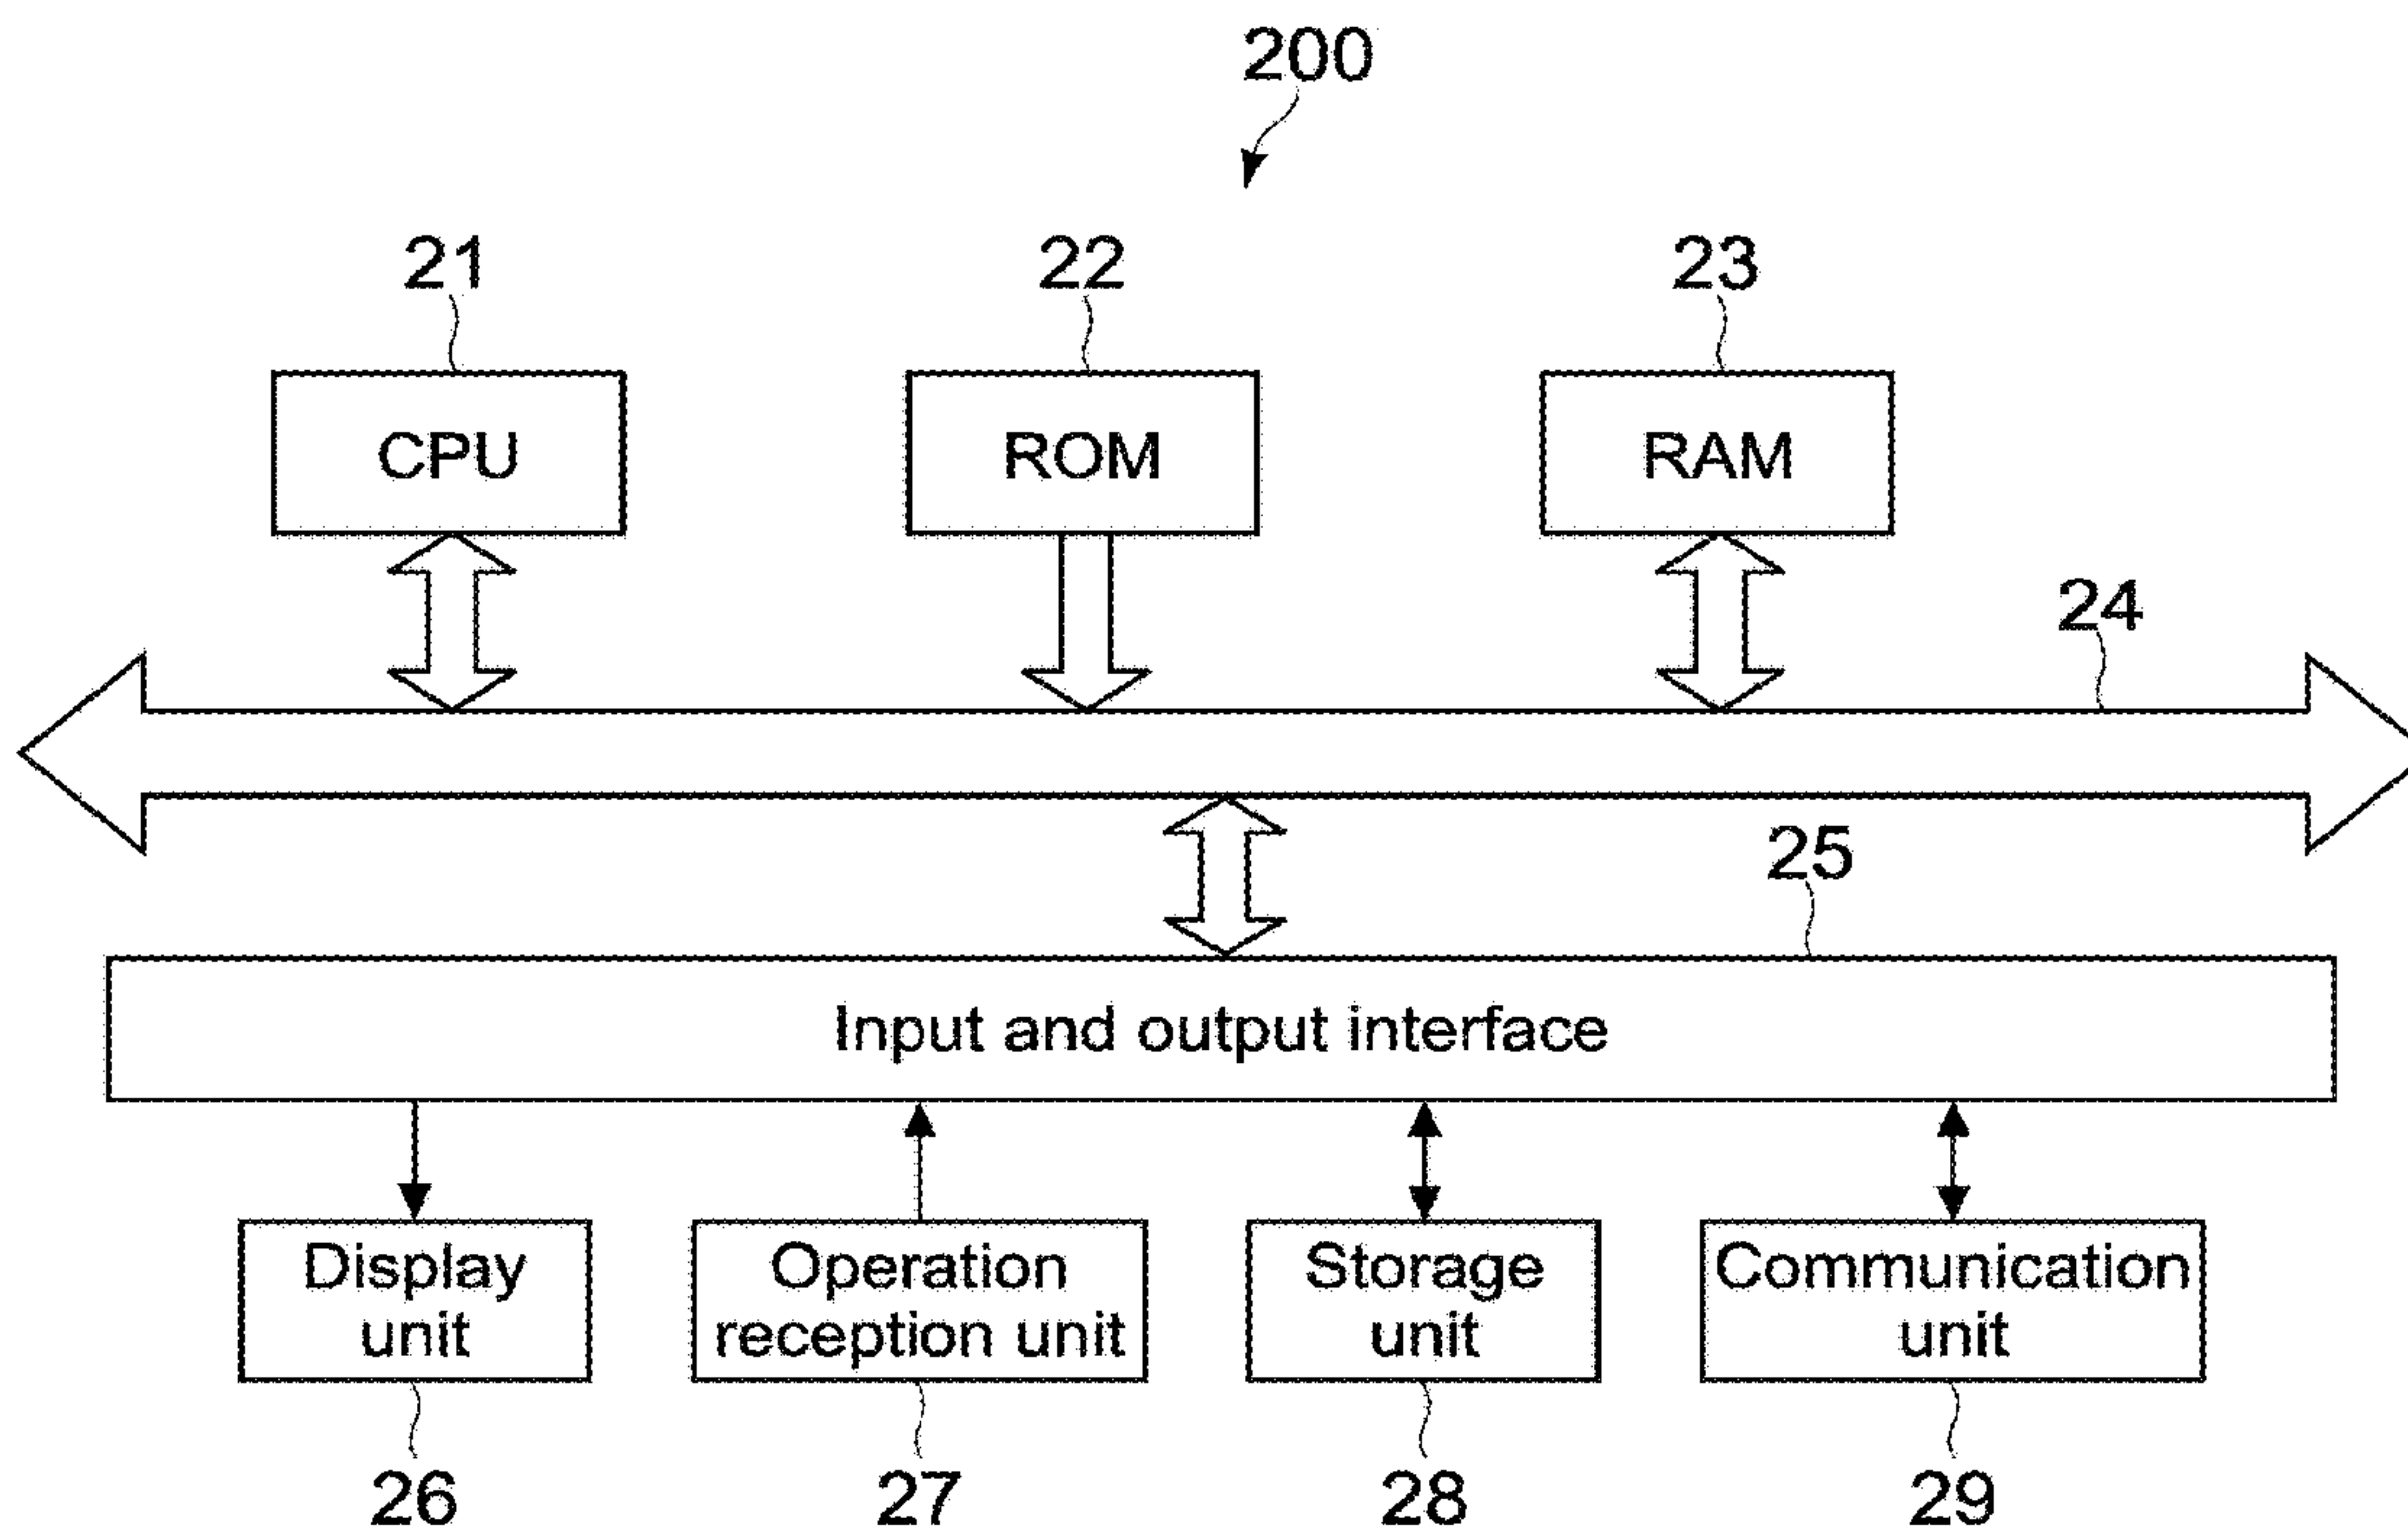 200
21
22
23
CPU
ROM
RAM
24
25
Input and output interface
Display
unit
Operation
reception unit
Storage
unit
Communication
unit
26
27
28
29